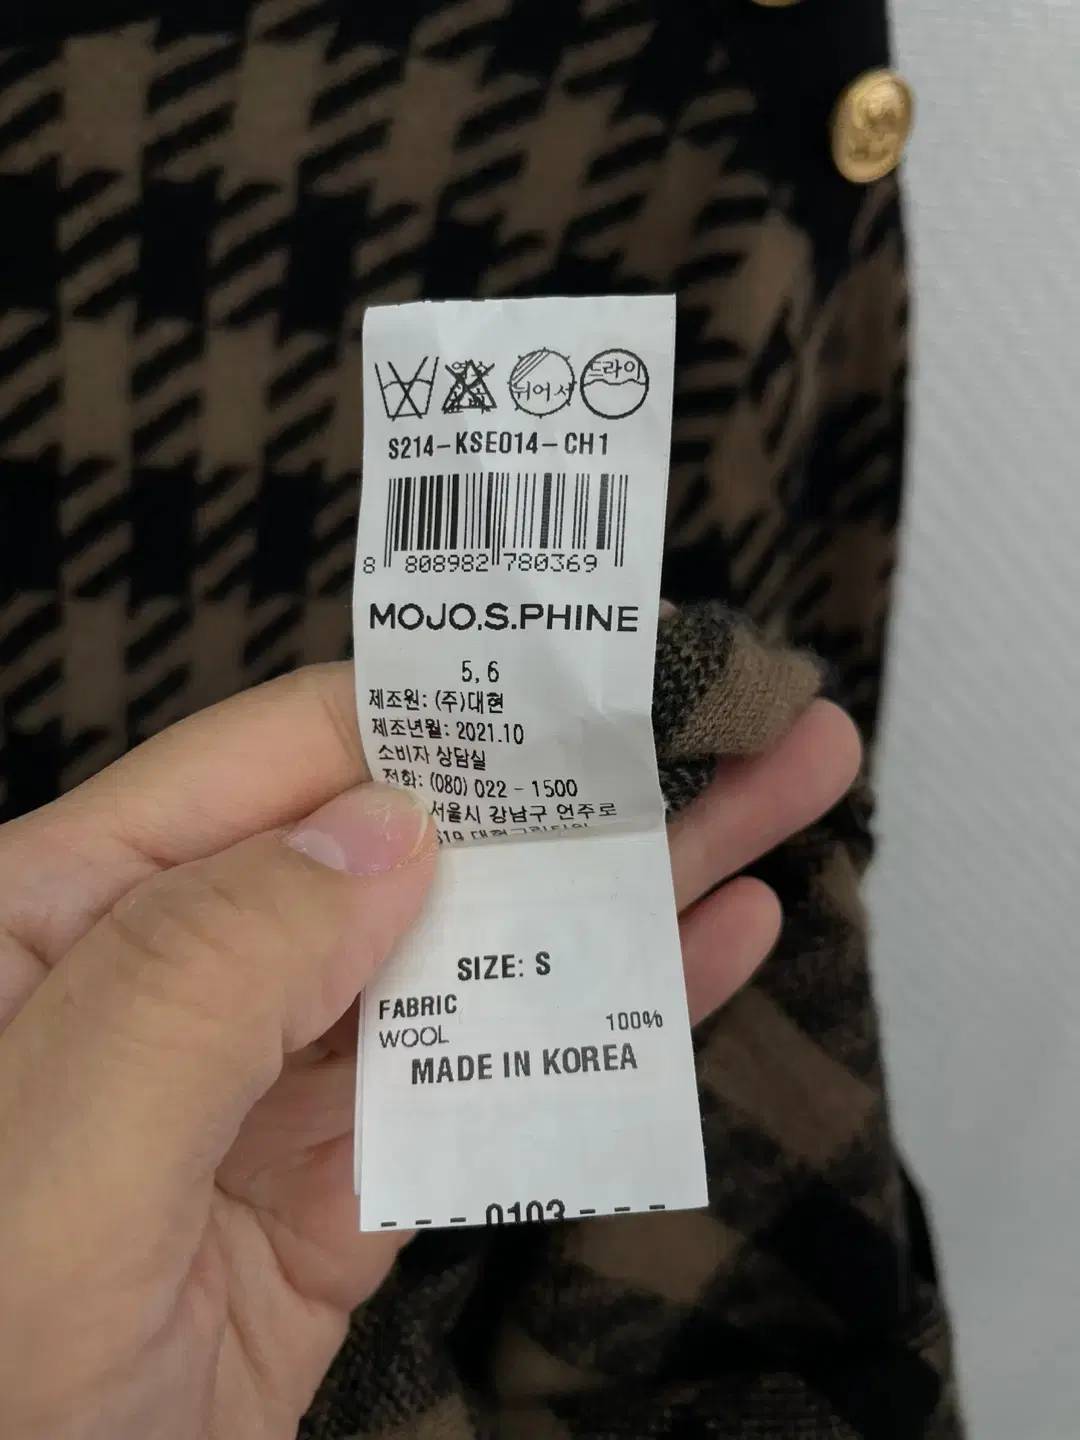 드라이
뉘어서
S214-KSE014-CH1
8 808982 780369
MOJO.S.PHINE
5, 6
제조원: (주)대현
제조년월: 2021.10
소비자 상담실
전화: (080) 022 - 1500
서울시 강남구 언주로
SIZE: S
FABRIC
WOOL 100%
MADE IN KOREA
- - - 0103 - - -